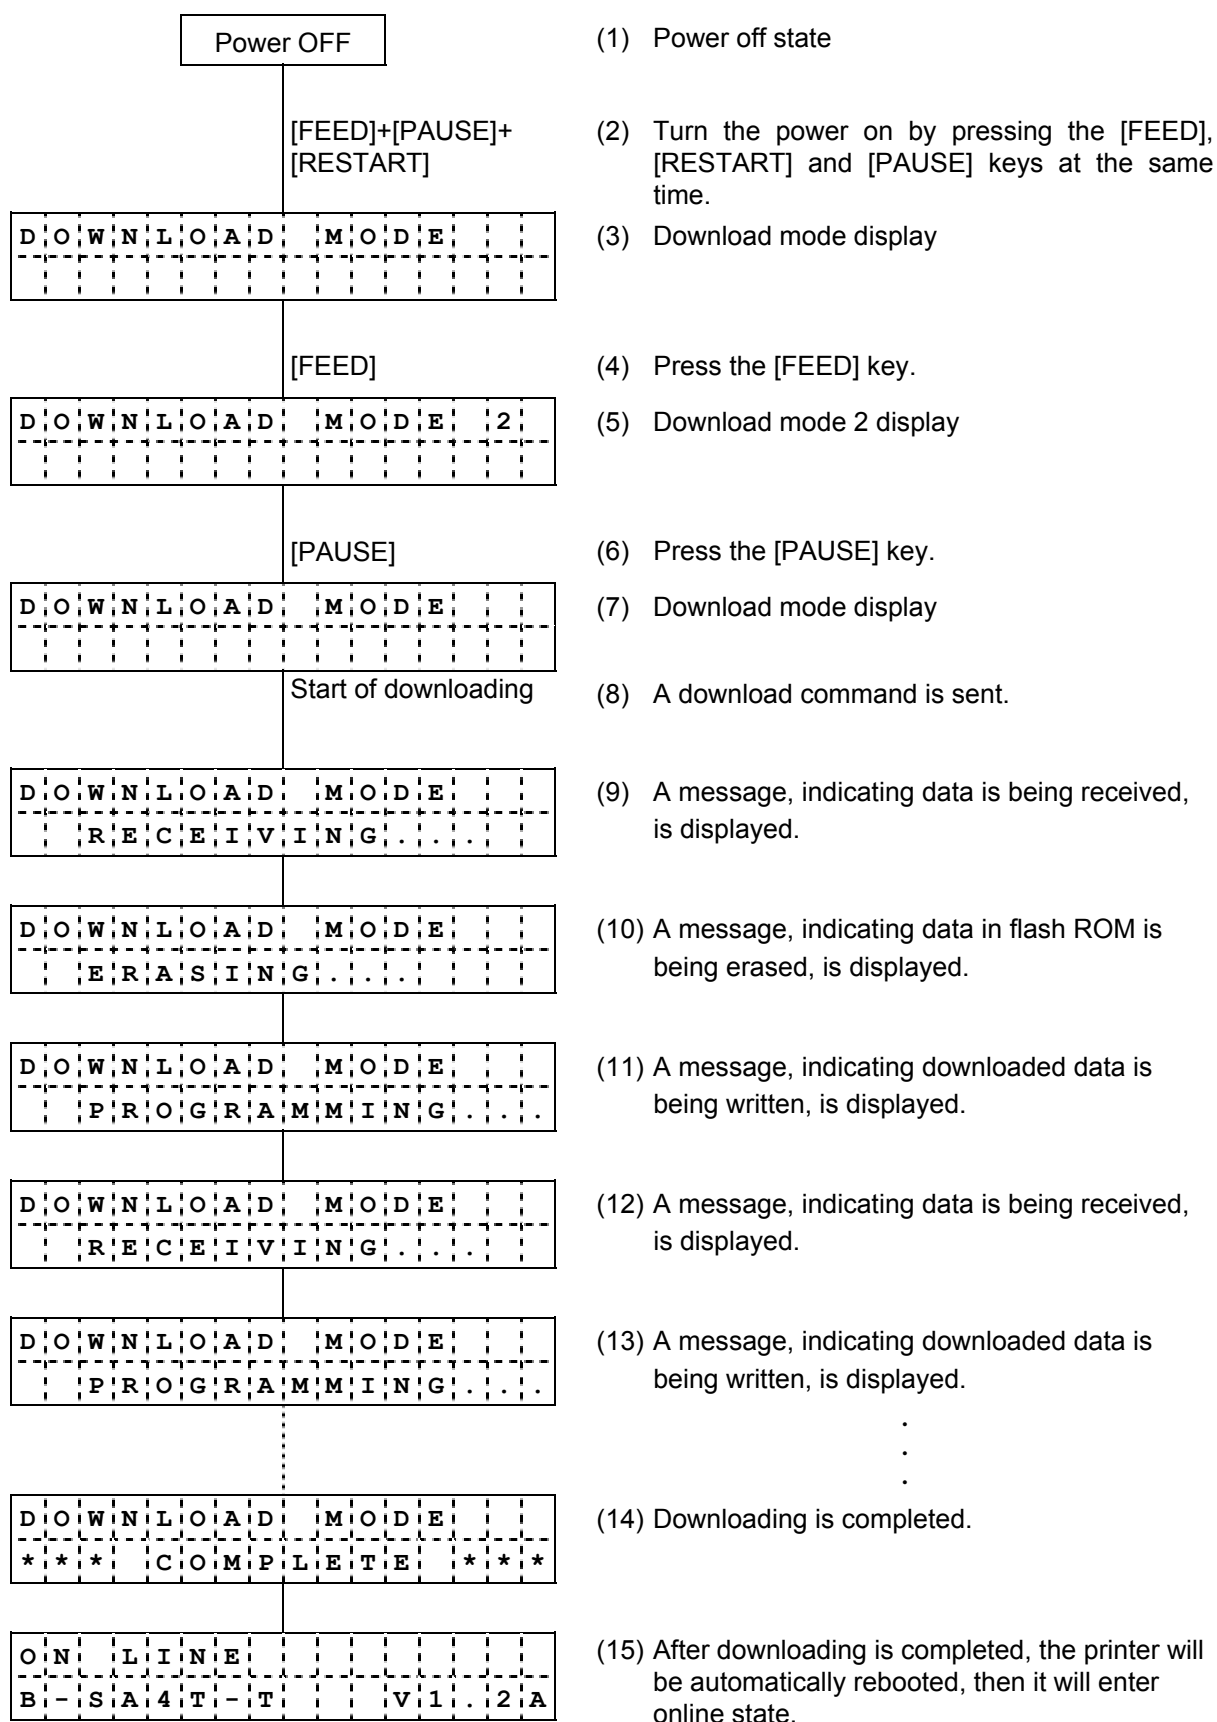 Power OFF
(1) Power off state
[FEED]+[PAUSE]+
[RESTART]
(2) Turn the power on by pressing the [FEED],
[RESTART] and [PAUSE] keys at the same
time.
DOWNLOAD MODE
(3) Download mode display
[FEED]
(4) Press the [FEED] key.
DOWNLOAD MODE 2
(5) Download mode 2 display
[PAUSE]
(6) Press the [PAUSE] key.
DOWNLOAD MODE
(7) Download mode display
Start of downloading
(8) A download command is sent.
DOWNLOAD MODE
RECEIVING...
(9) A message, indicating data is being received,
is displayed.
DOWNLOAD MODE
ERASING...
(10) A message, indicating data in flash ROM is
being erased, is displayed.
DOWNLOAD MODE
PROGRAMMING...
(11) A message, indicating downloaded data is
being written, is displayed.
DOWNLOAD MODE
RECEIVING...
(12) A message, indicating data is being received,
is displayed.
DOWNLOAD MODE
PROGRAMMING...
(13) A message, indicating downloaded data is
being written, is displayed.
.
.
.
DOWNLOAD MODE
*** COMPLETE ***
(14) Downloading is completed.
ON LINE
B-SA4T-T V1.2A
(15) After downloading is completed, the printer will
be automatically rebooted, then it will enter
online state.